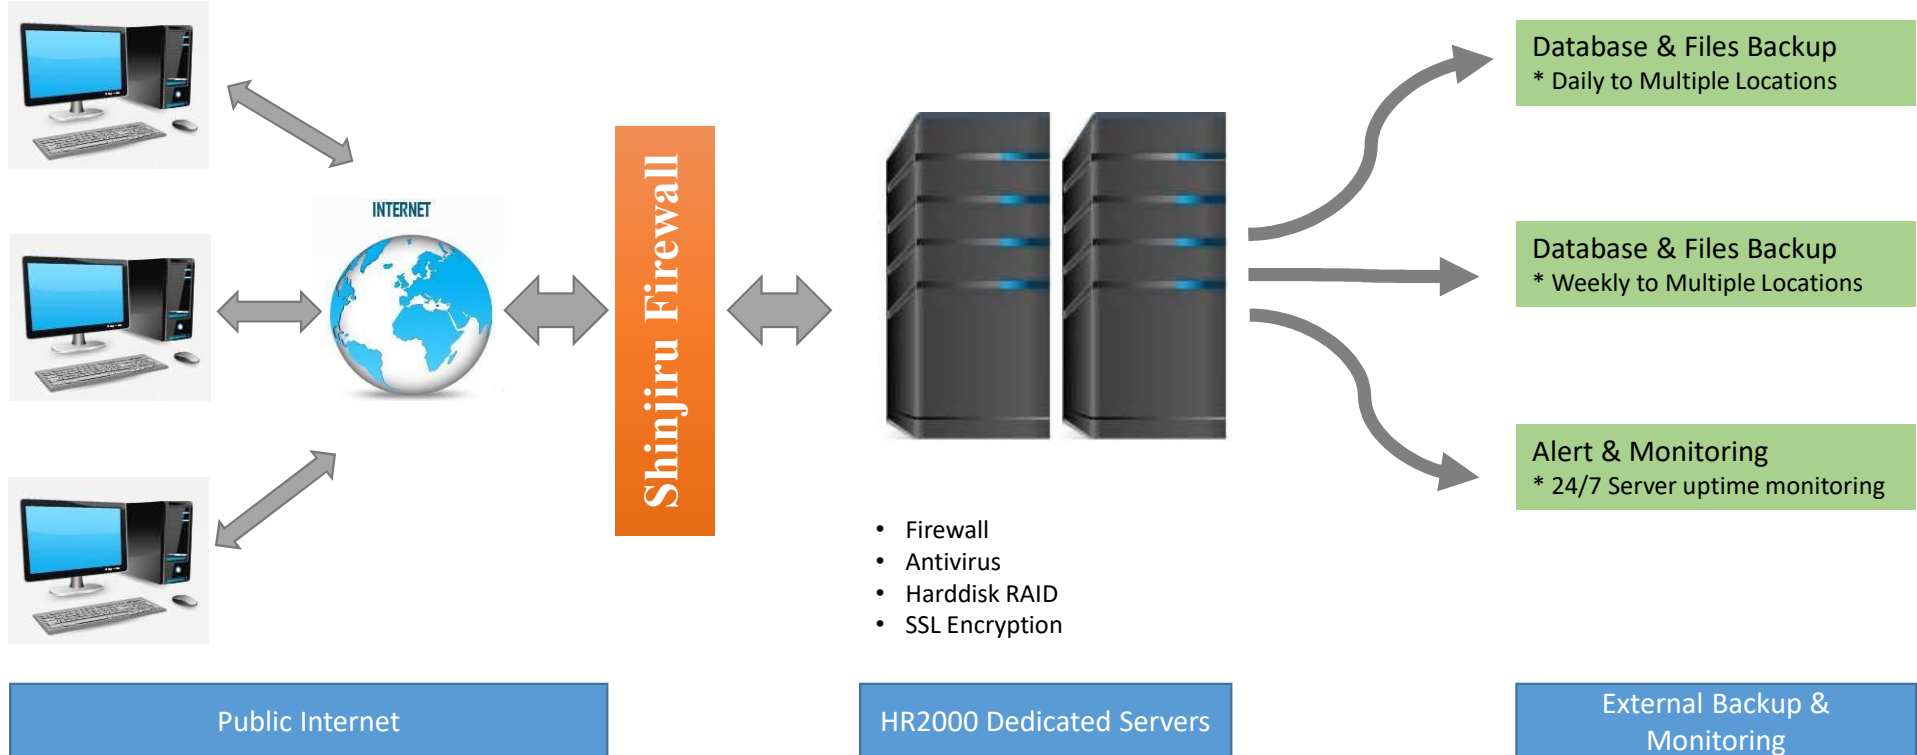 INTERNET
Shinjiru Firewall
• Firewall
• Antivirus
• Harddisk RAID
• SSL Encryption
Database & Files Backup
* Daily to Multiple Locations
Database & Files Backup
* Weekly to Multiple Locations
Alert & Monitoring
* 24/7 Server uptime monitoring
Public Internet
HR2000 Dedicated Servers
External Backup &
Monitoring